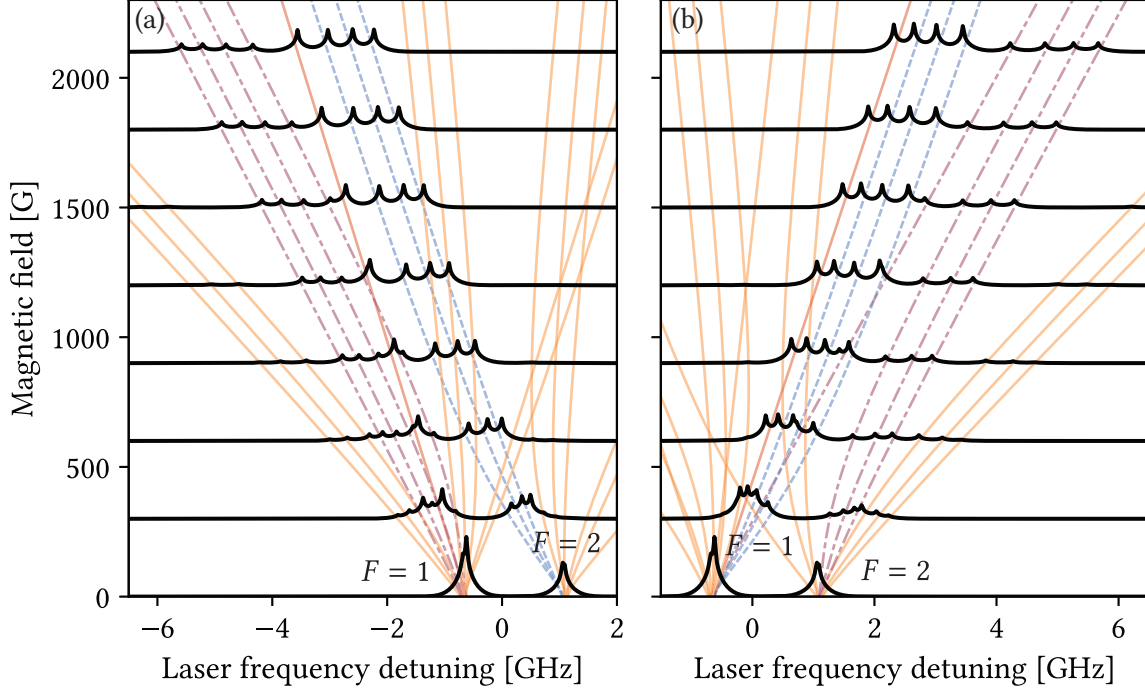 (a)
(b)
2000
1500
1000
500
0
Magnetic field [G]
F = 1
F = 2
F = 1
F = 2
−6 −4 −2 0 2
0 2 4 6
Laser frequency detuning [GHz]
Laser frequency detuning [GHz]